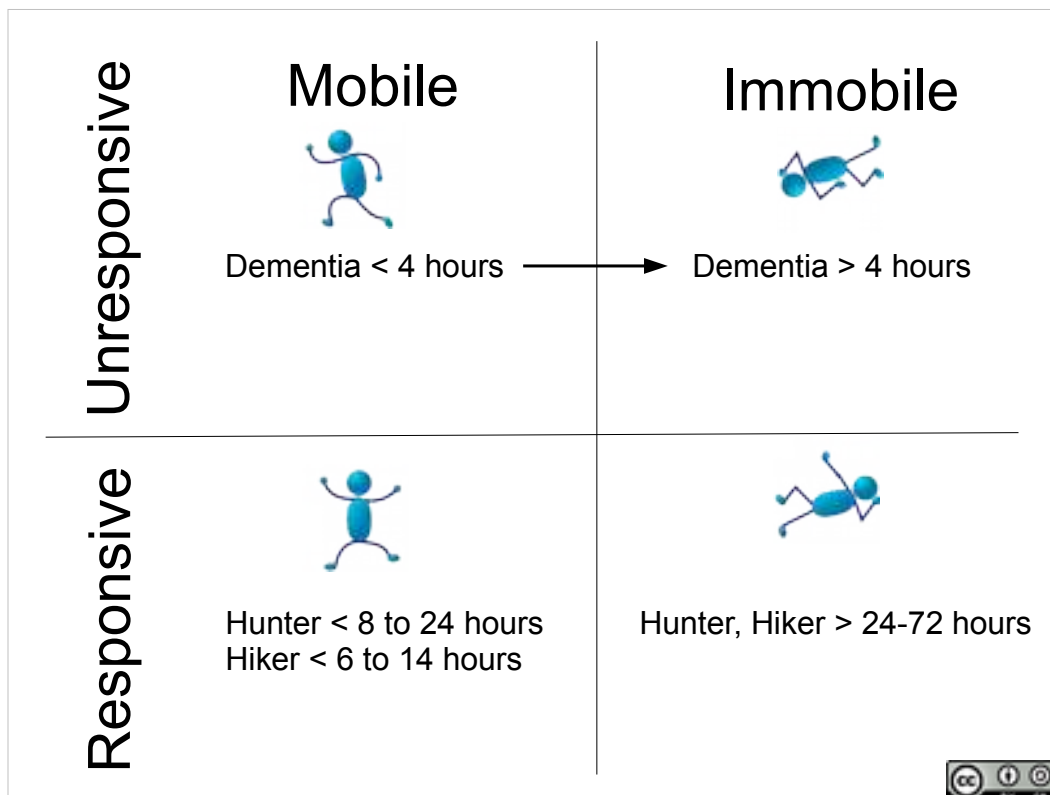 Mobile
Immobile
Unresponsive
Dementia < 4 hours
Dementia > 4 hours
Responsive
Hunter < 8 to 24 hours
Hiker < 6 to 14 hours
Hunter, Hiker > 24-72 hours
cc